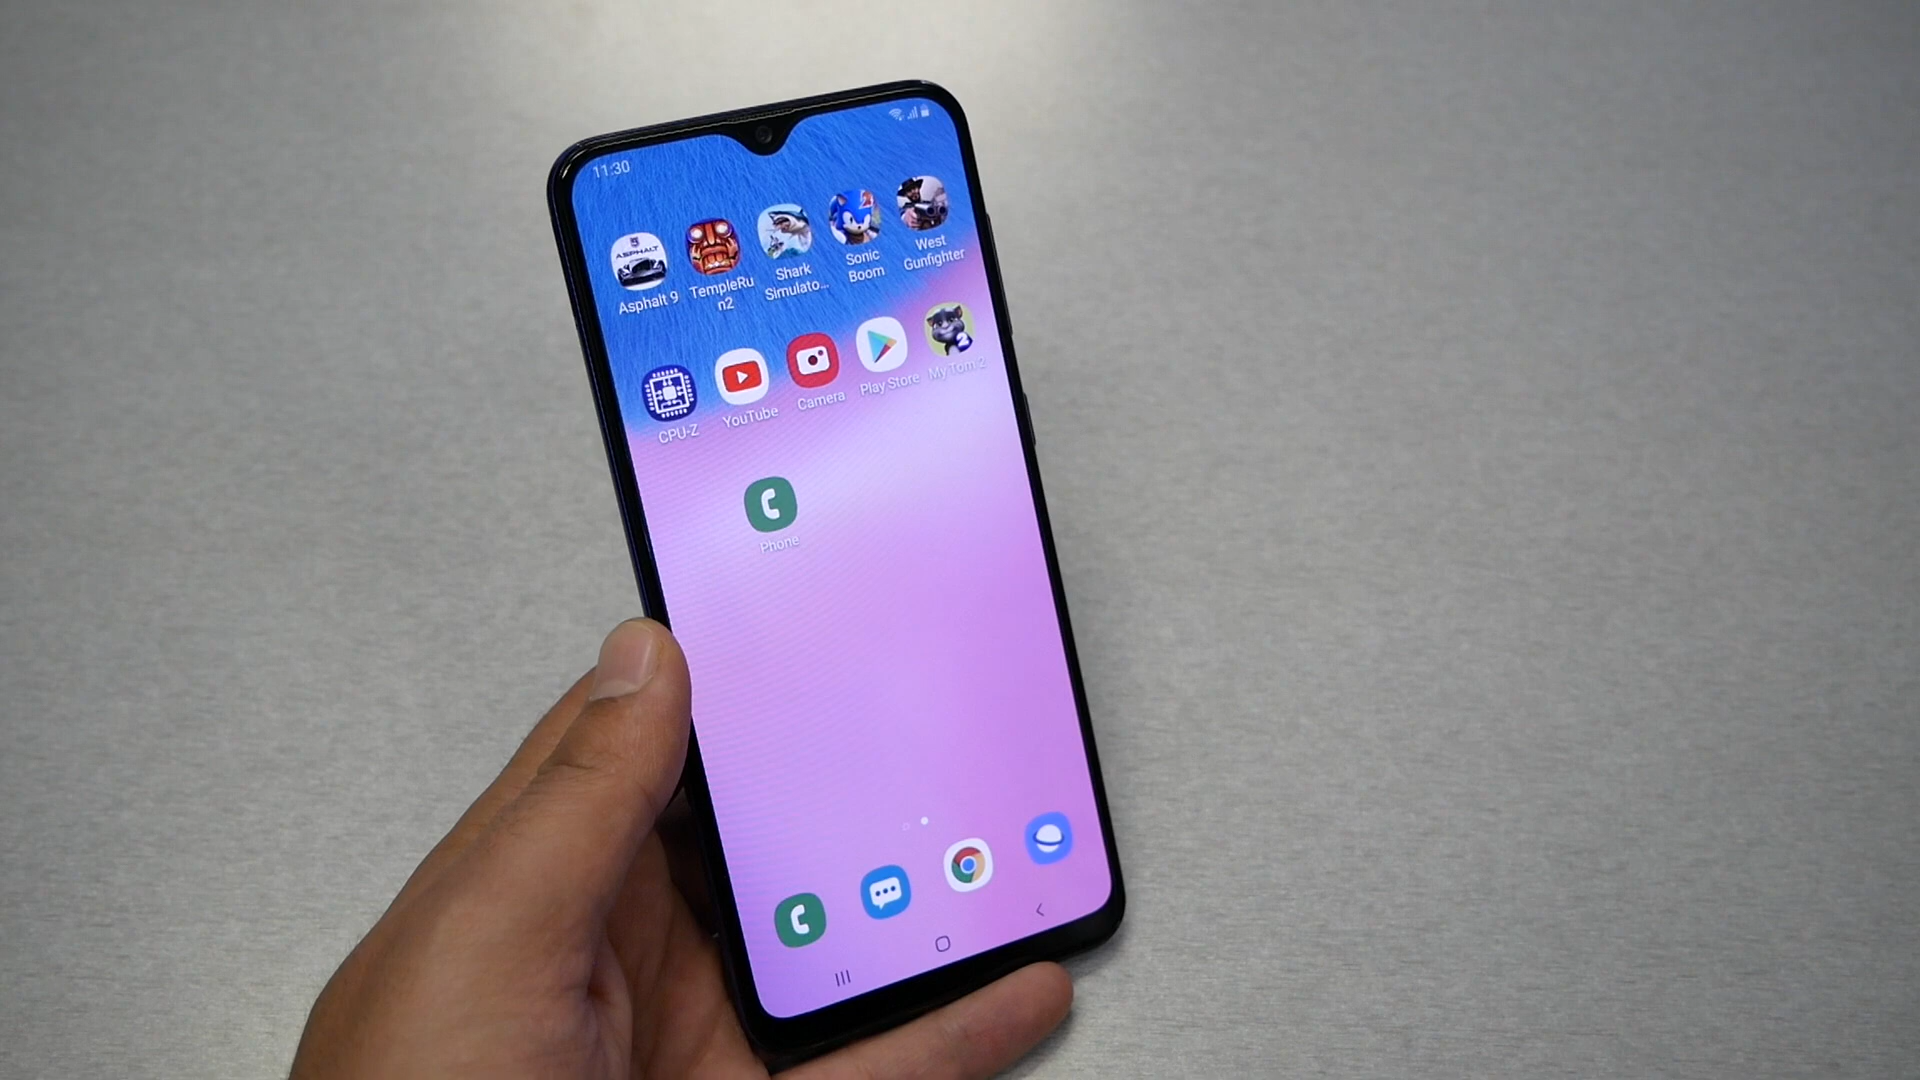 11:30
ASPHALT
Asphalt 9
TempleRu
n2
Shark
Simulato...
Sonic
Boom
West
Gunfighter
2
CPU-Z
YouTube
Camera
Play Store
My Tom 2
Phone